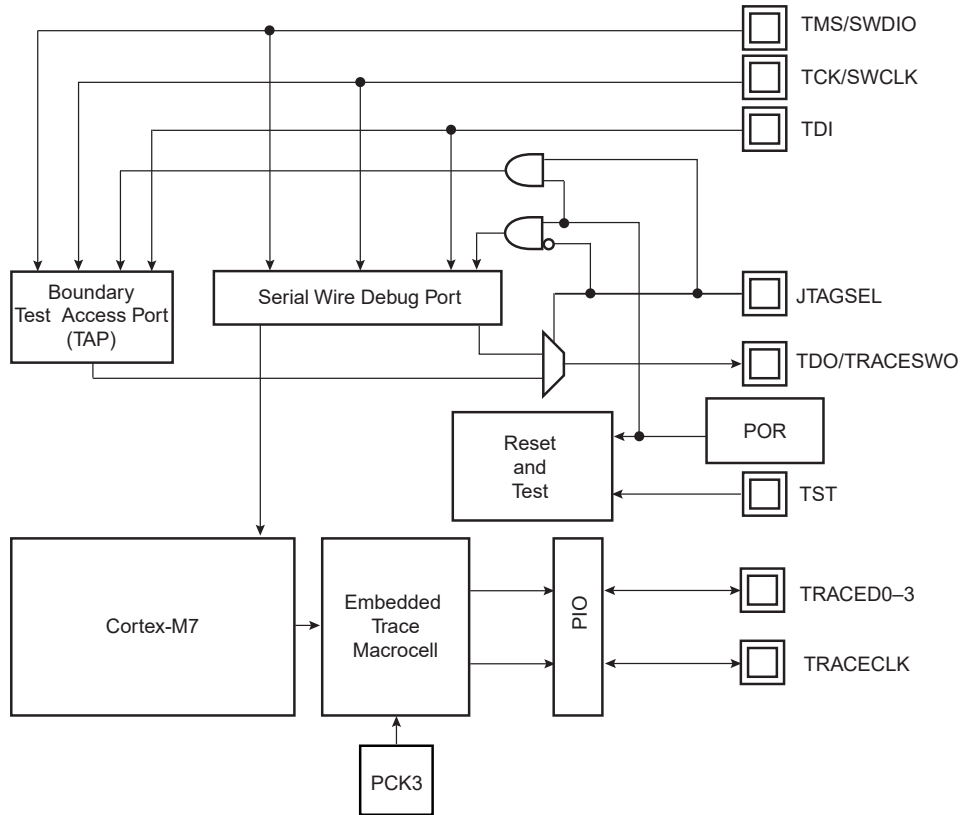 TMS/SWDIO
TCK/SWCLK
TDI
Boundary
Test Access Port
(TAP)
Serial Wire Debug Port
JTAGSEL
TDO/TRACESWO
POR
Reset
and
Test
TST
Cortex-M7
Embedded
Trace
Macrocell
PIO
TRACED0–3
TRACECLK
PCK3